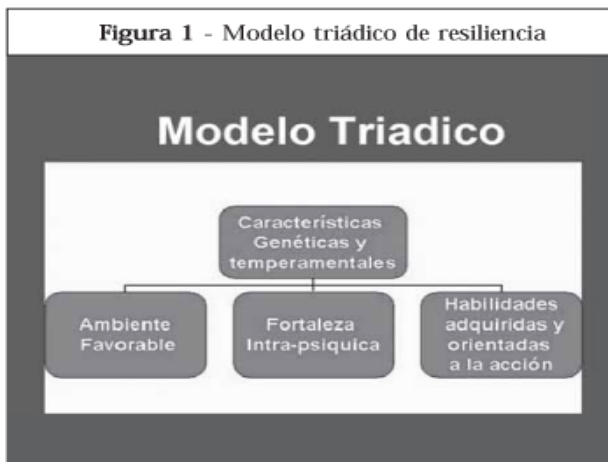 Figura 1 - Modelo triádico de resiliencia
Modelo Triadico
Características
Genéticas y
temperamentales
Ambiente
Favorable
Fortaleza
Intra-psiquica
Habilidades
adquiridas y
orientadas
a la acción